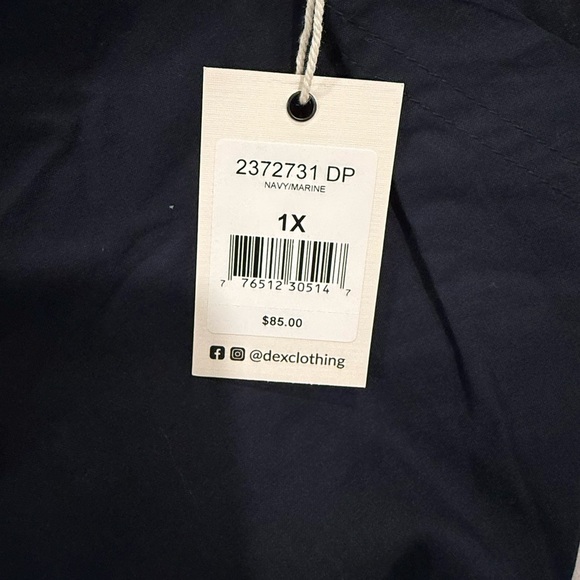 2372731 DP
NAVY/MARINE
1X
7 76512 30514 7
$85.00
@dexclothing